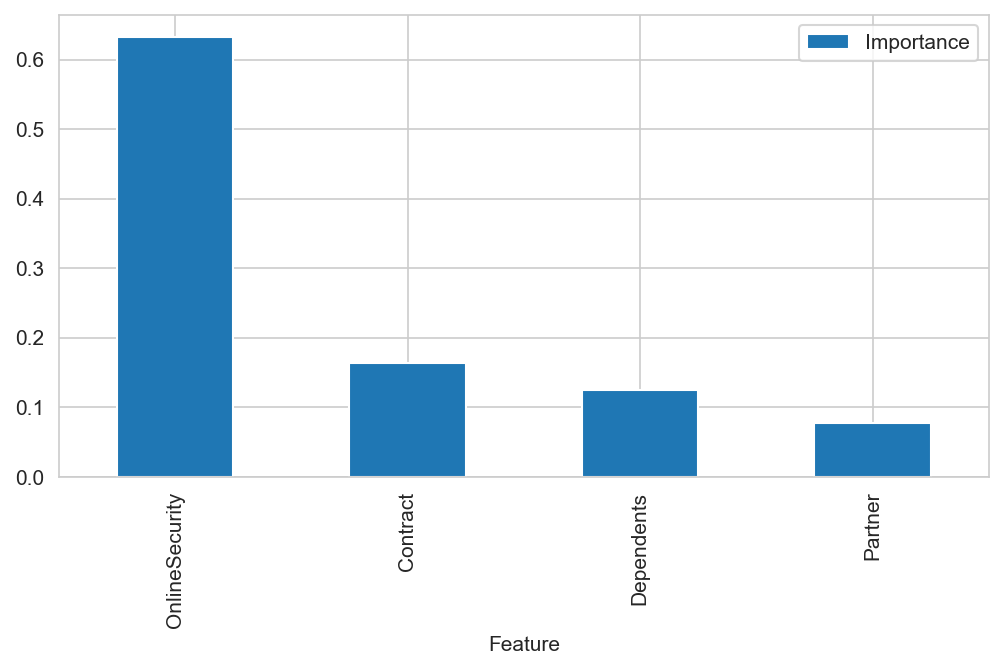 Importance
0.6
0.5
0.4
0.3
0.2
0.1
0.0
OnlineSecurity
Contract
Dependents
Partner
Feature